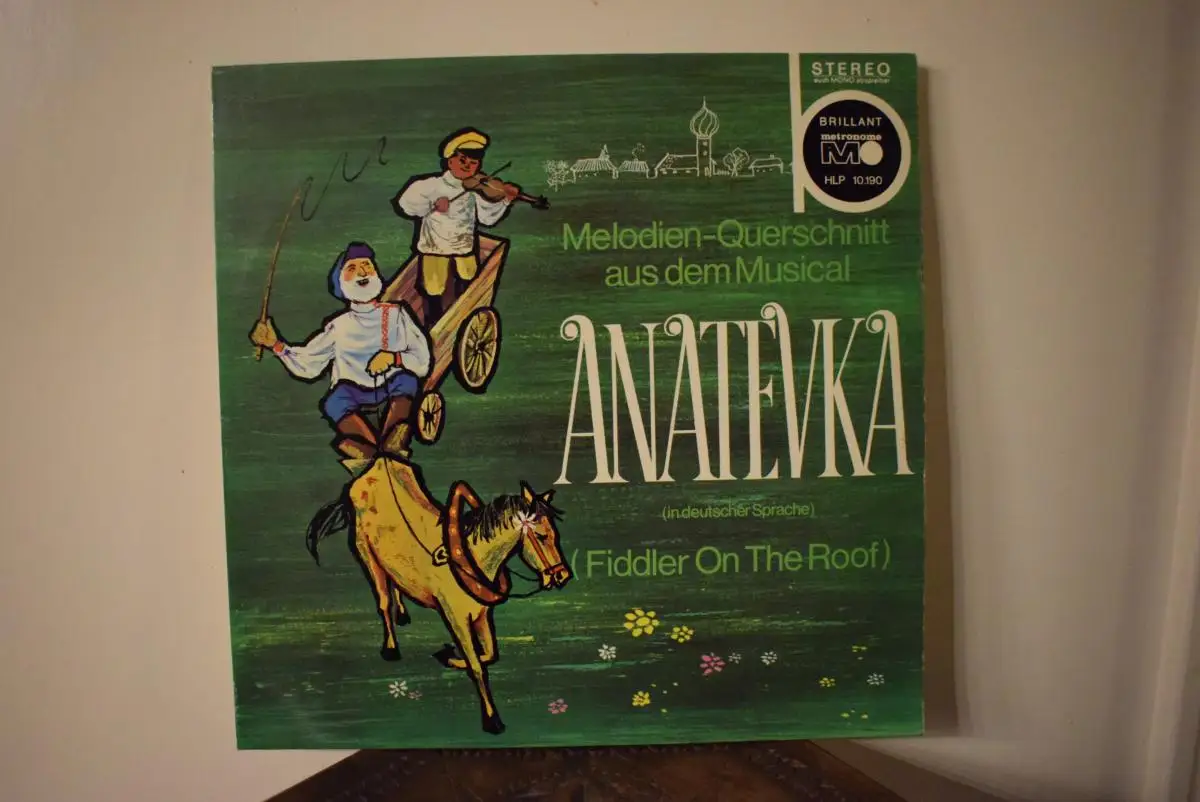 STEREO
auch MONO abspielbar
BRILLANT
metronome
HLP 10.190
Melodien-Querschnitt
aus dem Musical
ANATEVKA
(in deutscher Sprache)
(Fiddler On The Roof)